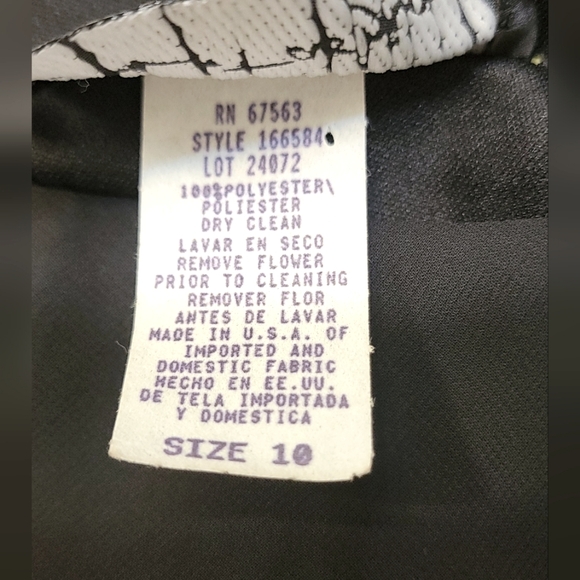 RN 67563
STYLE 166584
LOT 24072
100%POLYESTER\
POLIESTER
DRY CLEAN
LAVAR EN SECO
REMOVE FLOWER
PRIOR TO CLEANING
REMOVER FLOR
ANTES DE LAVAR
MADE IN U.S.A. OF
IMPORTED AND
DOMESTIC FABRIC
HECHO EN EE.UU.
DE TELA IMPORTADA
Y DOMESTICA
SIZE 10